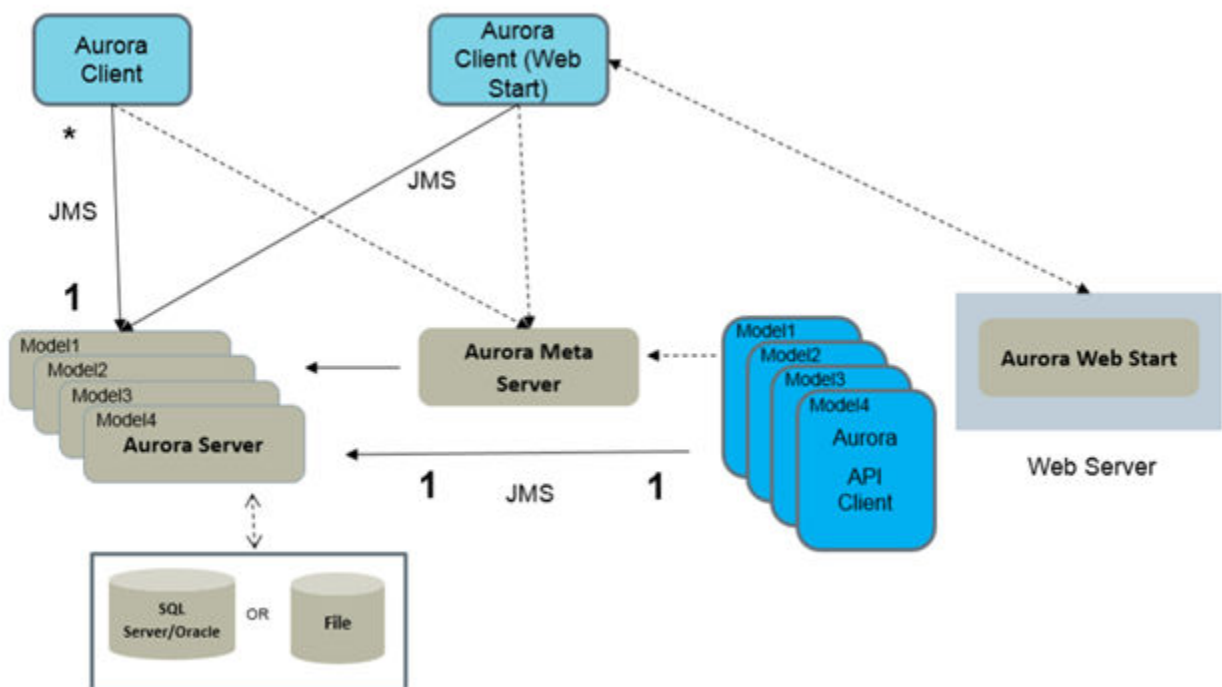 Aurora
Client
Aurora
Client (Web
Start)
*
JMS
JMS
1
Model1
Model2
Model3
Model4
Aurora Server
Aurora Meta
Server
Model1
Model2
Model3
Model4
Aurora
API
Client
Aurora Web Start
Web Server
1
JMS
1
SQL
Server/Oracle
OR
File